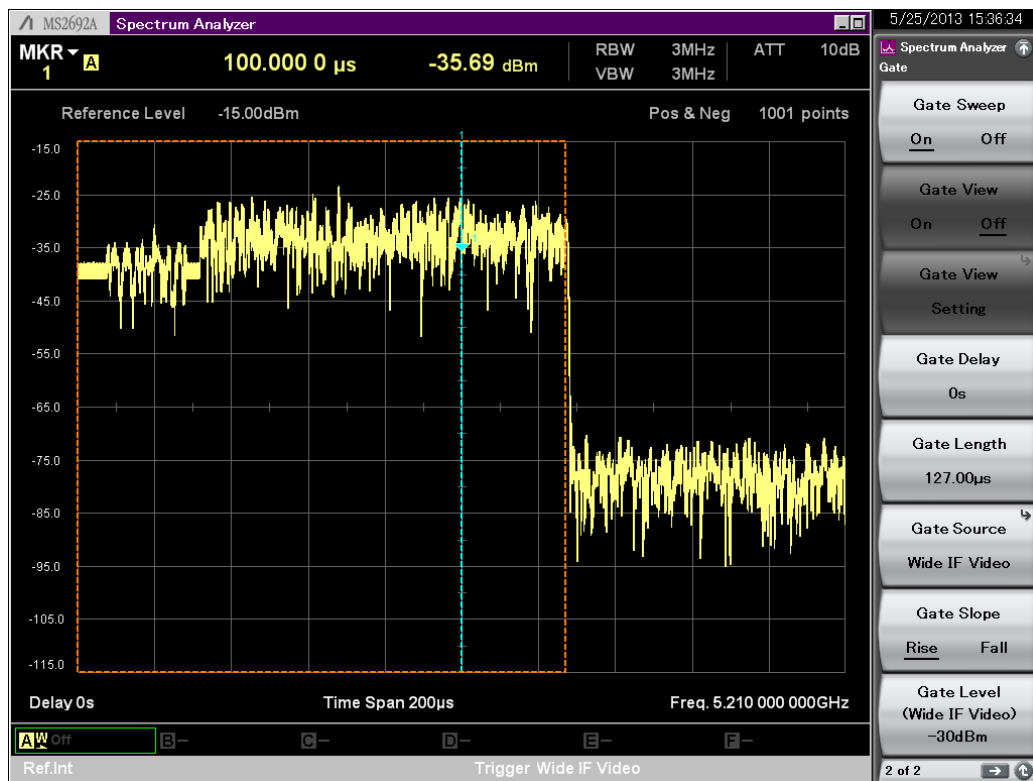 MS2692A Spectrum Analyzer
5/25/2013 15:36:34
MKR 1 A 100.000 0 µs -35.69 dBm
RBW 3MHz ATT 10dB
VBW 3MHz
Reference Level -15.00dBm Pos & Neg 1001 points
1
-15.0
-25.0
-35.0
-45.0
-55.0
-65.0
-75.0
-85.0
-95.0
-105.0
-115.0
Delay 0s Time Span 200µs Freq. 5.210 000 000GHz
A W Off B- C- D- E- F-
Ref.Int Trigger Wide IF Video
Spectrum Analyzer
Gate
Gate Sweep
On Off
Gate View
On Off
Gate View
Setting
Gate Delay
0s
Gate Length
127.00µs
Gate Source
Wide IF Video
Gate Slope
Rise Fall
Gate Level
(Wide IF Video)
-30dBm
2 of 2